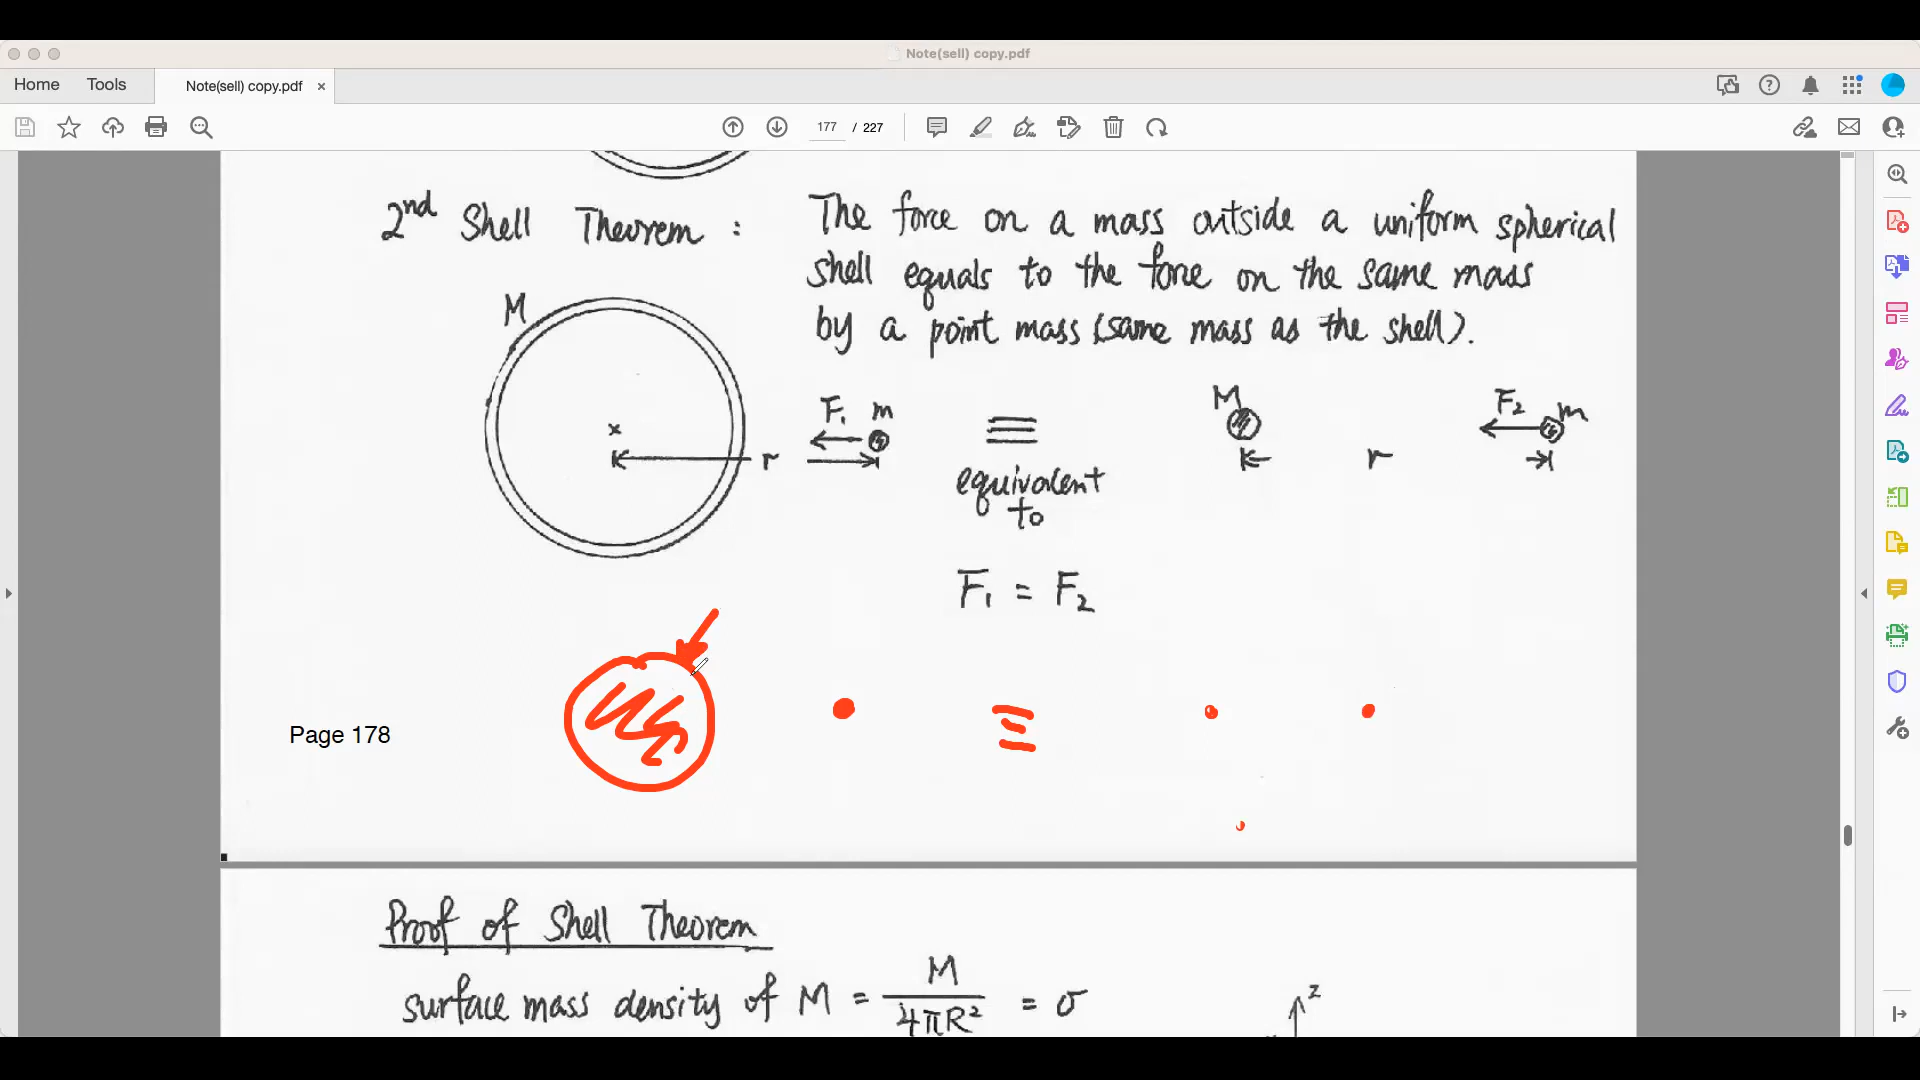 Note(sell) copy.pdf
Home Tools Note(sell) copy.pdf ×
177 / 227
2nd Shell Theorem : The force on a mass outside a uniform spherical
shell equals to the force on the same mass
by a point mass (same mass as the shell).
M
F₁ m
×
r
≡
equivalent
to
M
F₂ m
r
F₁ = F₂
≡
Page 178
Proof of Shell Theorem
surface mass density of M = M / 4πR² = σ
z